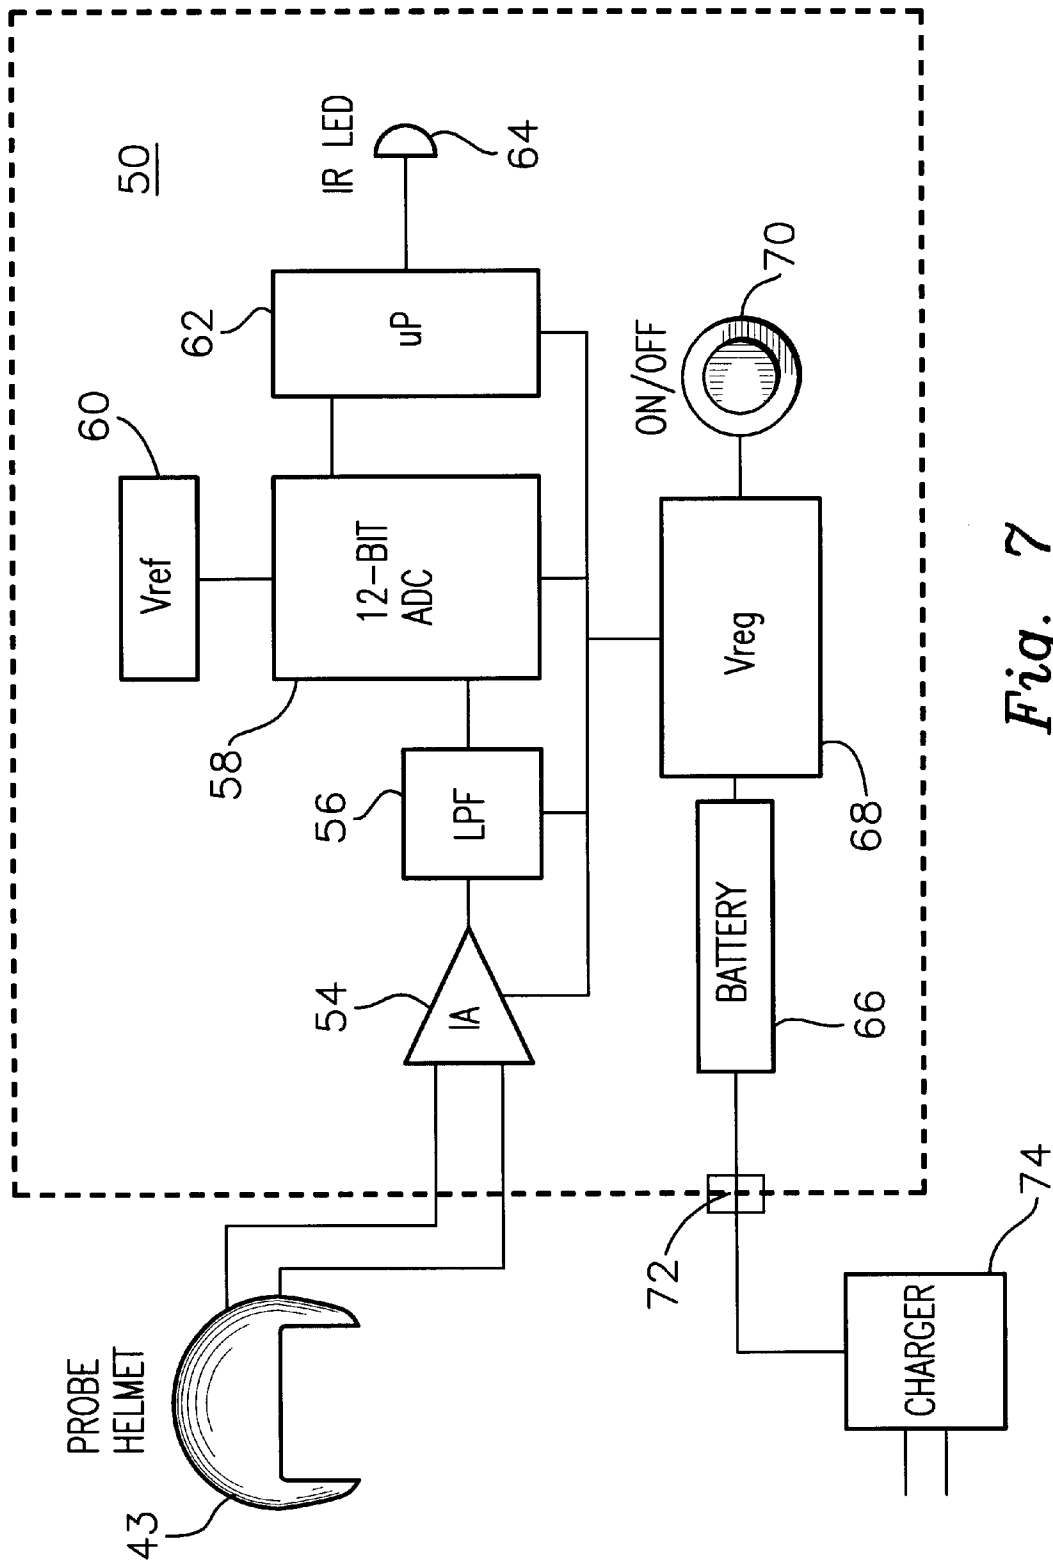 50
PROBE
HELMET
43
54
IA
56
LPF
58
12-BIT
ADC
60
Vref
62
uP
IR LED
64
ON/OFF
70
Vreg
68
BATTERY
66
72
CHARGER
74
Fig. 7